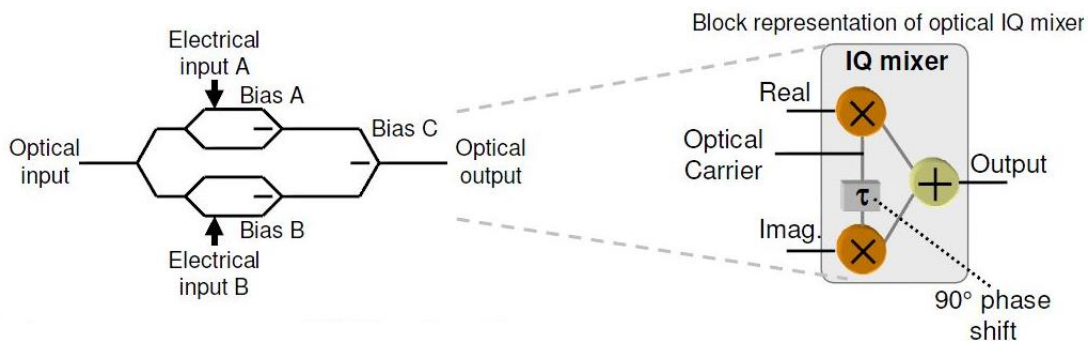 Electrical
input A
Bias A
Bias C
Optical
input
Optical
output
Bias B
Electrical
input B
Block representation of optical IQ mixer
IQ mixer
Real
Optical
Carrier
Output
τ
Imag.
90° phase
shift